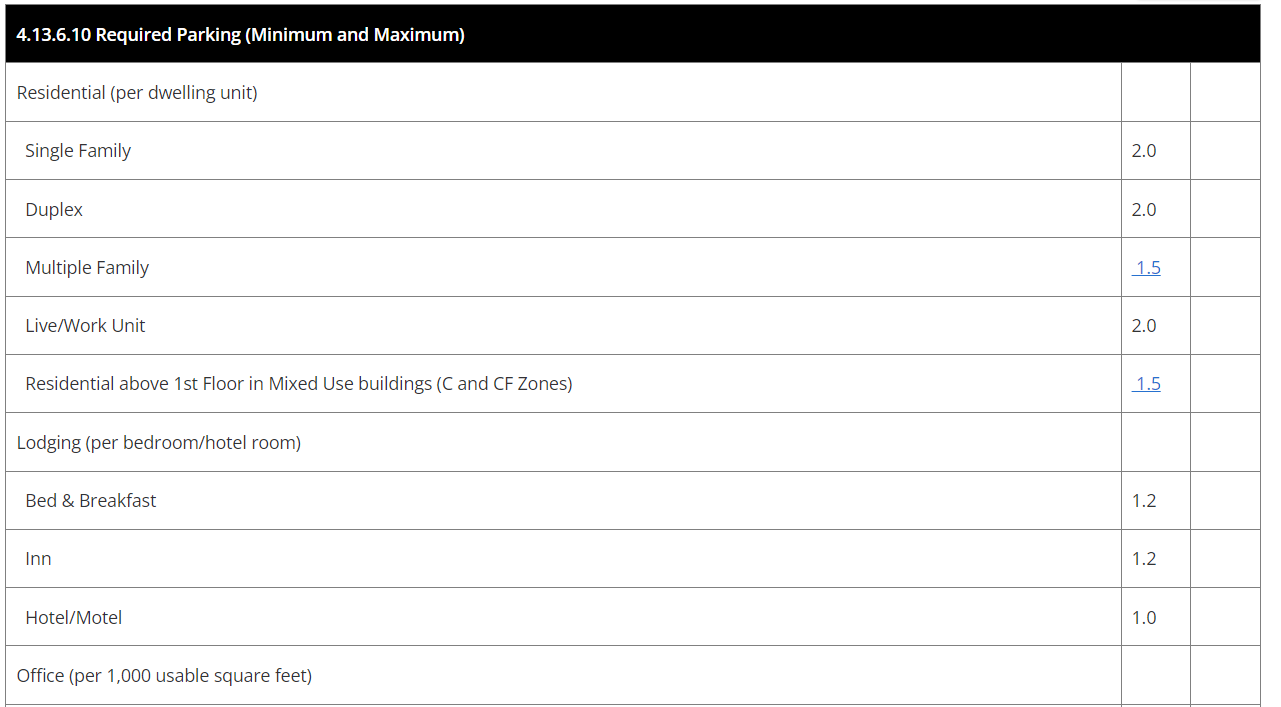 4.13.6.10 Required Parking (Minimum and Maximum)
Residential (per dwelling unit)
Single Family 2.0
Duplex 2.0
Multiple Family 1.5
Live/Work Unit 2.0
Residential above 1st Floor in Mixed Use buildings (C and CF Zones) 1.5
Lodging (per bedroom/hotel room)
Bed & Breakfast 1.2
Inn 1.2
Hotel/Motel 1.0
Office (per 1,000 usable square feet)